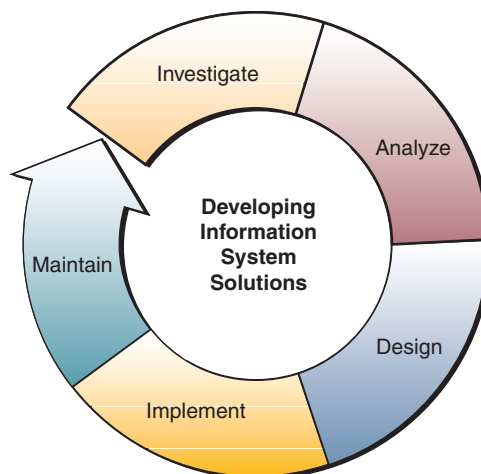 Investigate
Analyze
Developing
Information
System
Solutions
Maintain
Design
Implement